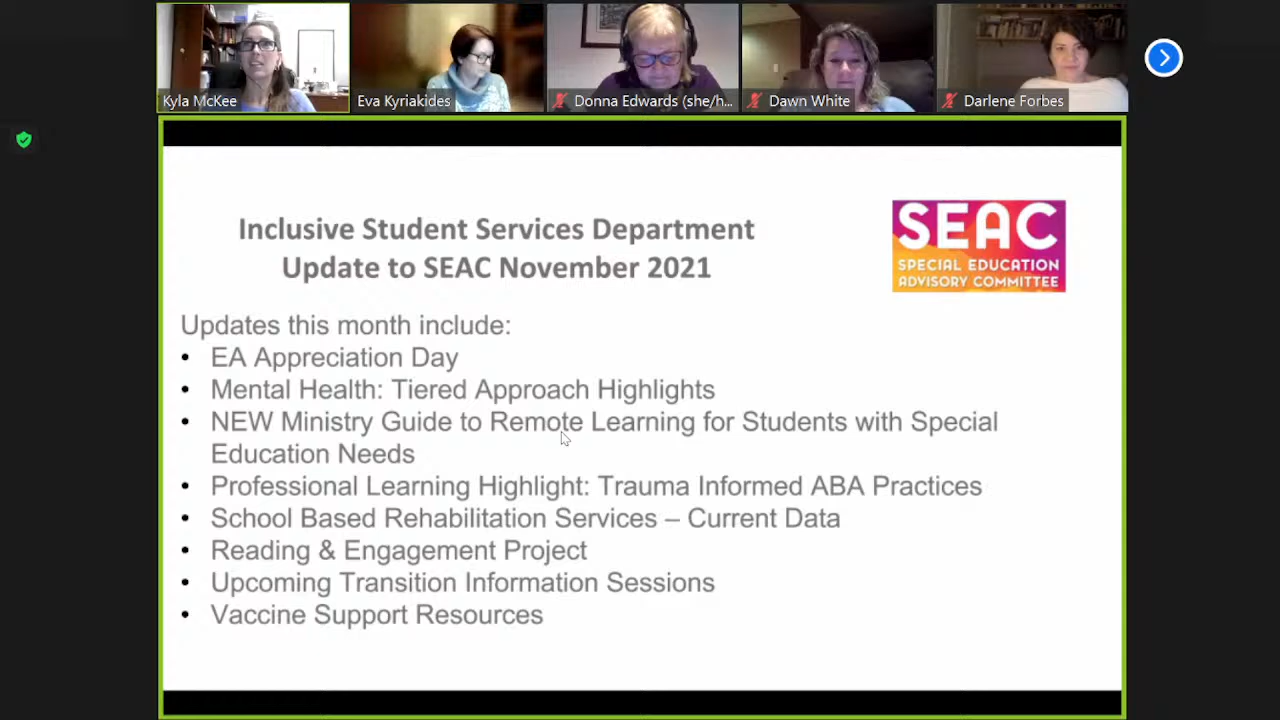 Kyla McKee
Eva Kyriakides
Donna Edwards (she/h...
Dawn White
Darlene Forbes
Inclusive Student Services Department
Update to SEAC November 2021
SEAC
SPECIAL EDUCATION
ADVISORY COMMITTEE
Updates this month include:
• EA Appreciation Day
• Mental Health: Tiered Approach Highlights
• NEW Ministry Guide to Remote Learning for Students with Special
Education Needs
• Professional Learning Highlight: Trauma Informed ABA Practices
• School Based Rehabilitation Services – Current Data
• Reading & Engagement Project
• Upcoming Transition Information Sessions
• Vaccine Support Resources